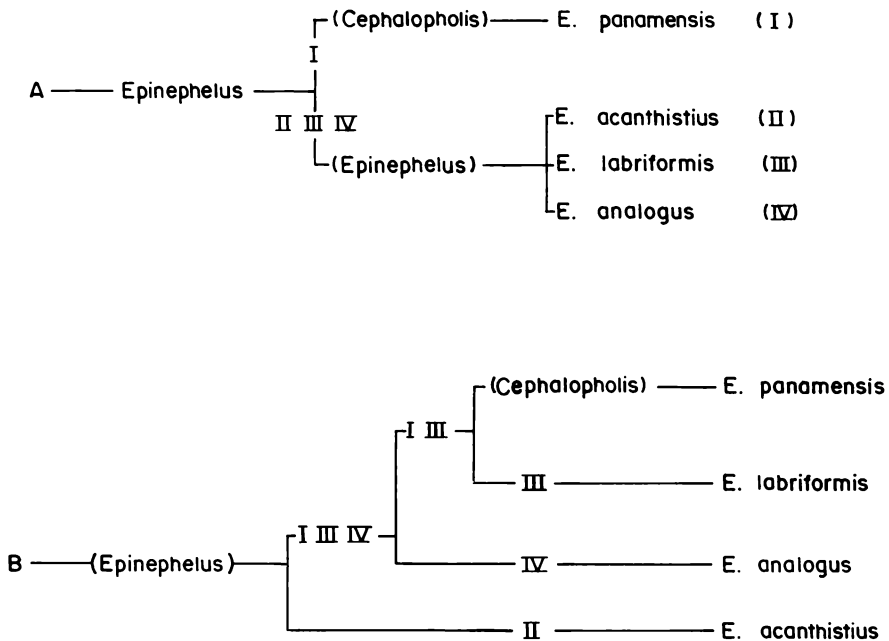 (Cephalopholis) E. panamensis (I)
I
A Epinephelus
E. acanthistius (II)
II III IV
(Epinephelus) E. labriformis (III)
E. analogus (IV)
(Cephalopholis) E. panamensis
I III
III E. labriformis
I III IV
B (Epinephelus) IV E. analogus
II E. acanthistius